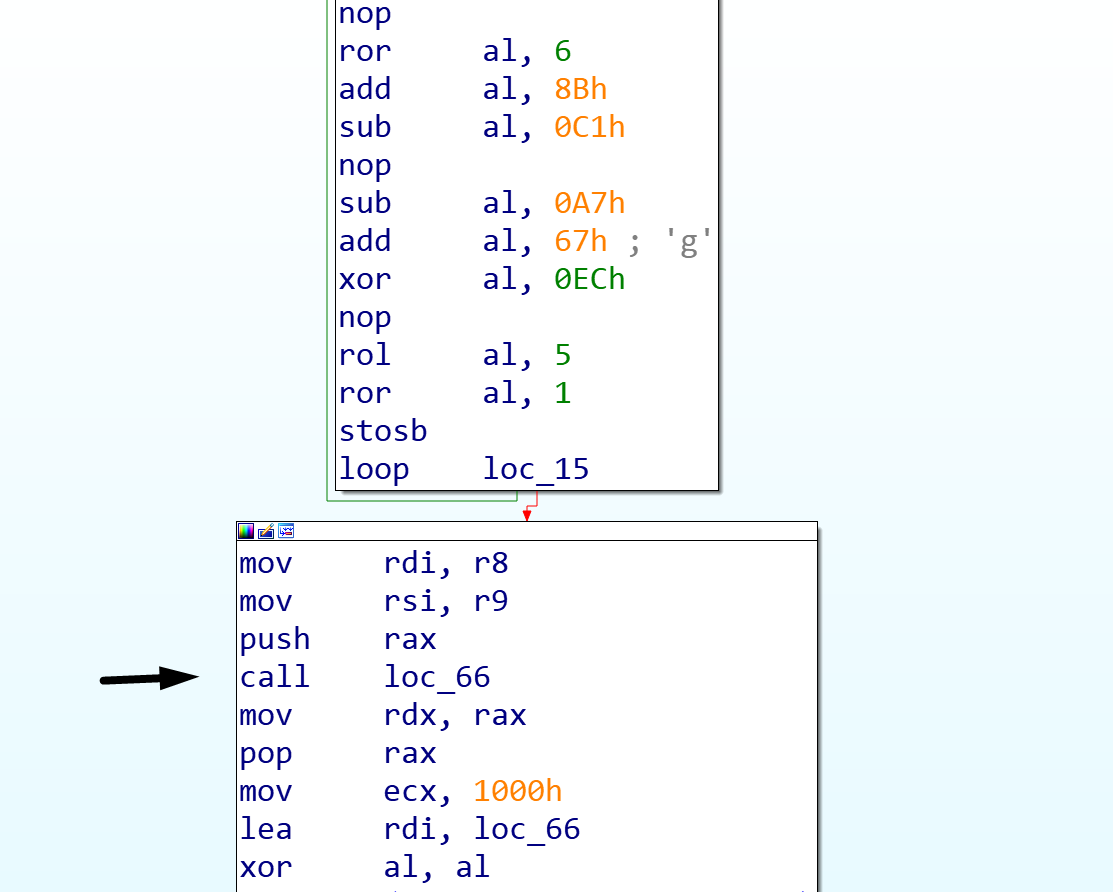 nop
ror al, 6
add al, 8Bh
sub al, 0C1h
nop
sub al, 0A7h
add al, 67h ; 'g'
xor al, 0ECh
nop
rol al, 5
ror al, 1
stosb
loop loc_15
mov rdi, r8
mov rsi, r9
push rax
call loc_66
mov rdx, rax
pop rax
mov ecx, 1000h
lea rdi, loc_66
xor al, al